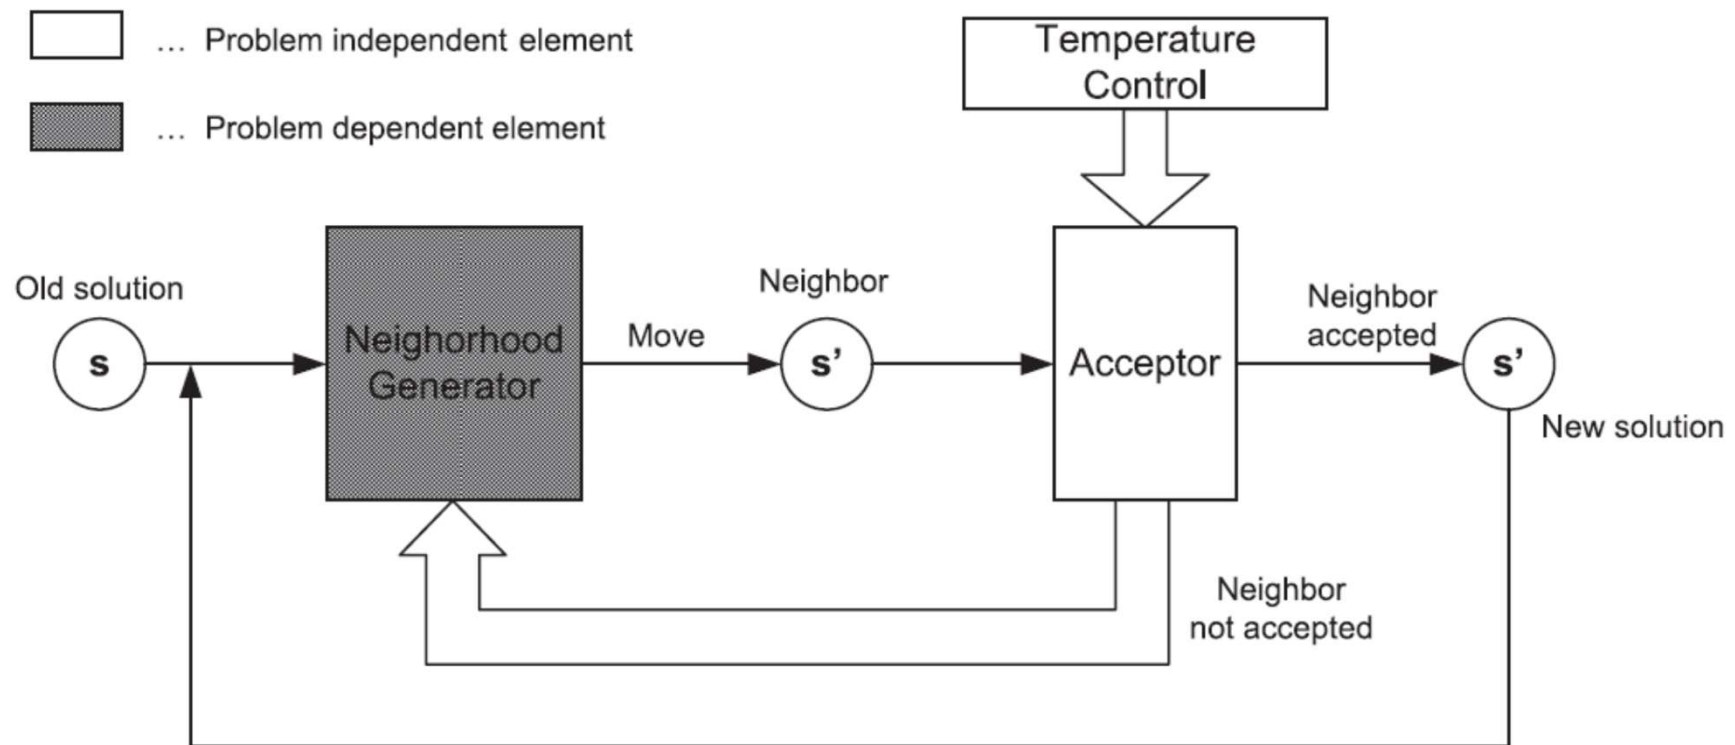 ... Problem independent element
... Problem dependent element
Temperature
Control
Old solution
s
Neighorhood
Generator
Move
Neighbor
s’
Acceptor
Neighbor
accepted
s’
New solution
Neighbor
not accepted